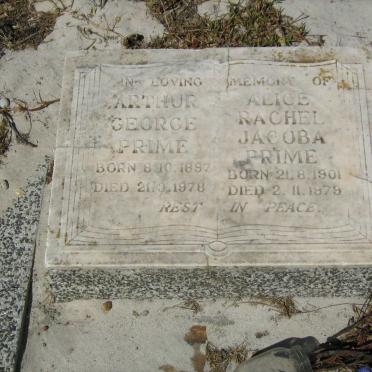 IN LOVING MEMORY OF
ARTHUR
GEORGE
PRIME
BORN 8.10.1897
DIED 1978
ALICE
RACHEL
JACOBA
PRIME
BORN 21.8.1901
DIED 2.11.1979
REST IN PEACE.